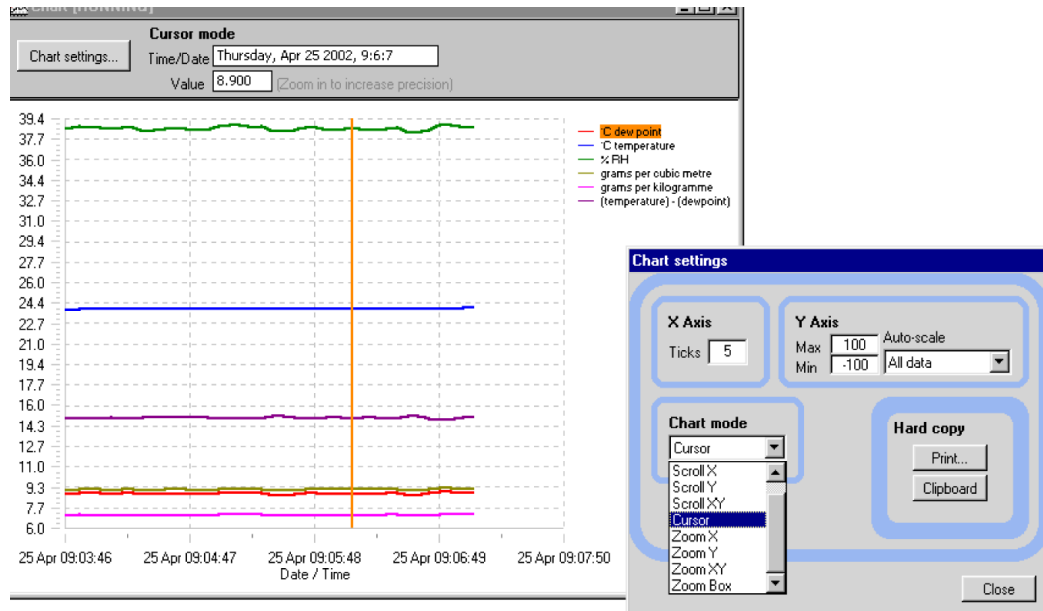 Chart [RUNNING]
Cursor mode
Chart settings...
Time/Date Thursday, Apr 25 2002, 9:6:7
Value 8.900 (Zoom in to increase precision)
39.4
37.7
36.0
34.4
32.7
31.0
29.4
27.7
26.0
24.4
22.7
21.0
19.4
17.7
16.0
14.3
12.7
11.0
9.3
7.7
6.0
25 Apr 09:03:46 25 Apr 09:04:47 25 Apr 09:05:48 25 Apr 09:06:49 25 Apr 09:07:50
Date / Time
°C dew point
°C temperature
% RH
grams per cubic metre
grams per kilogramme
(temperature) - (dewpoint)
Chart settings
X Axis
Ticks 5
Y Axis
Max 100
Min -100
Auto-scale
All data
Chart mode
Cursor
Scroll X
Scroll Y
Scroll XY
Cursor
Zoom X
Zoom Y
Zoom XY
Zoom Box
Hard copy
Print...
Clipboard
Close